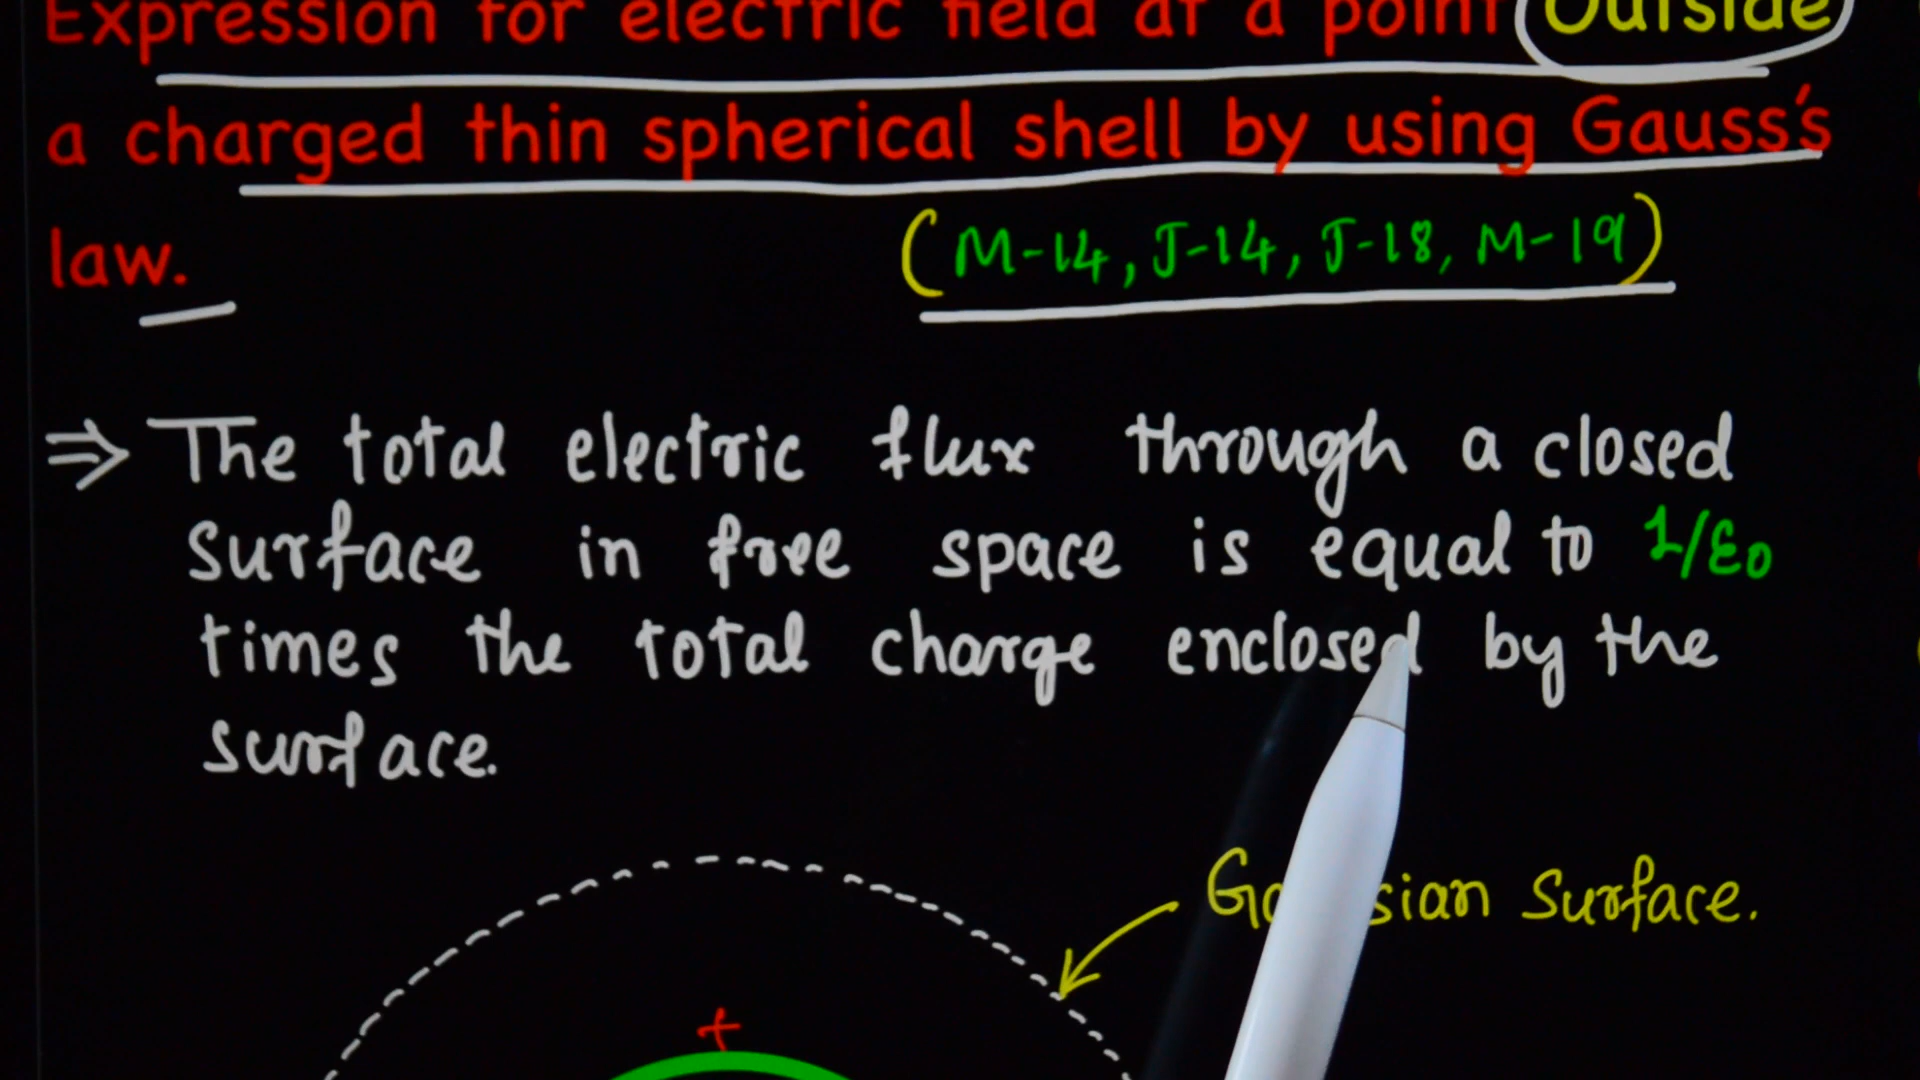 Expression for electric field at a point Outside
a charged thin spherical shell by using Gauss's
law.
(M-14, J-14, J-18, M-19)
⇒ The total electric flux through a closed
surface in free space is equal to 1/ε0
times the total charge enclosed by the
surface.
Surface.
+